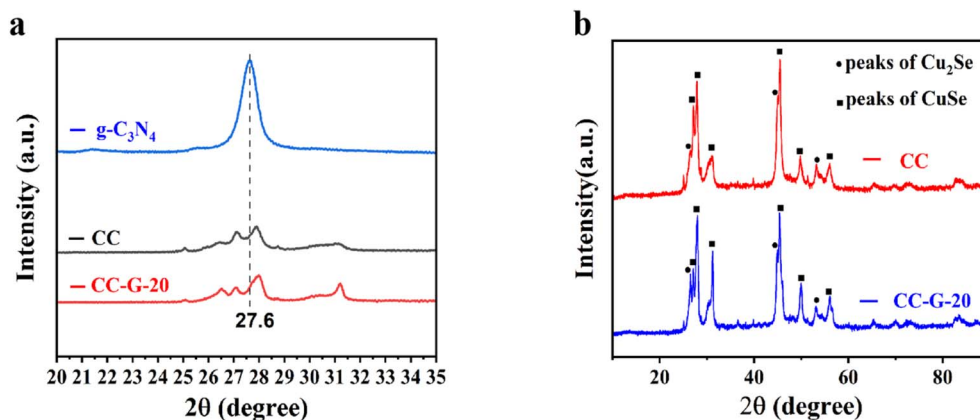 a
Intensity (a.u.)
g-C₃N₄
CC
CC-G-20
27.6
20 21 22 23 24 25 26 27 28 29 30 31 32 33 34 35
2θ (degree)
b
Intensity(a.u.)
peaks of Cu₂Se
peaks of CuSe
CC
CC-G-20
20 40 60 80
2θ (degree)